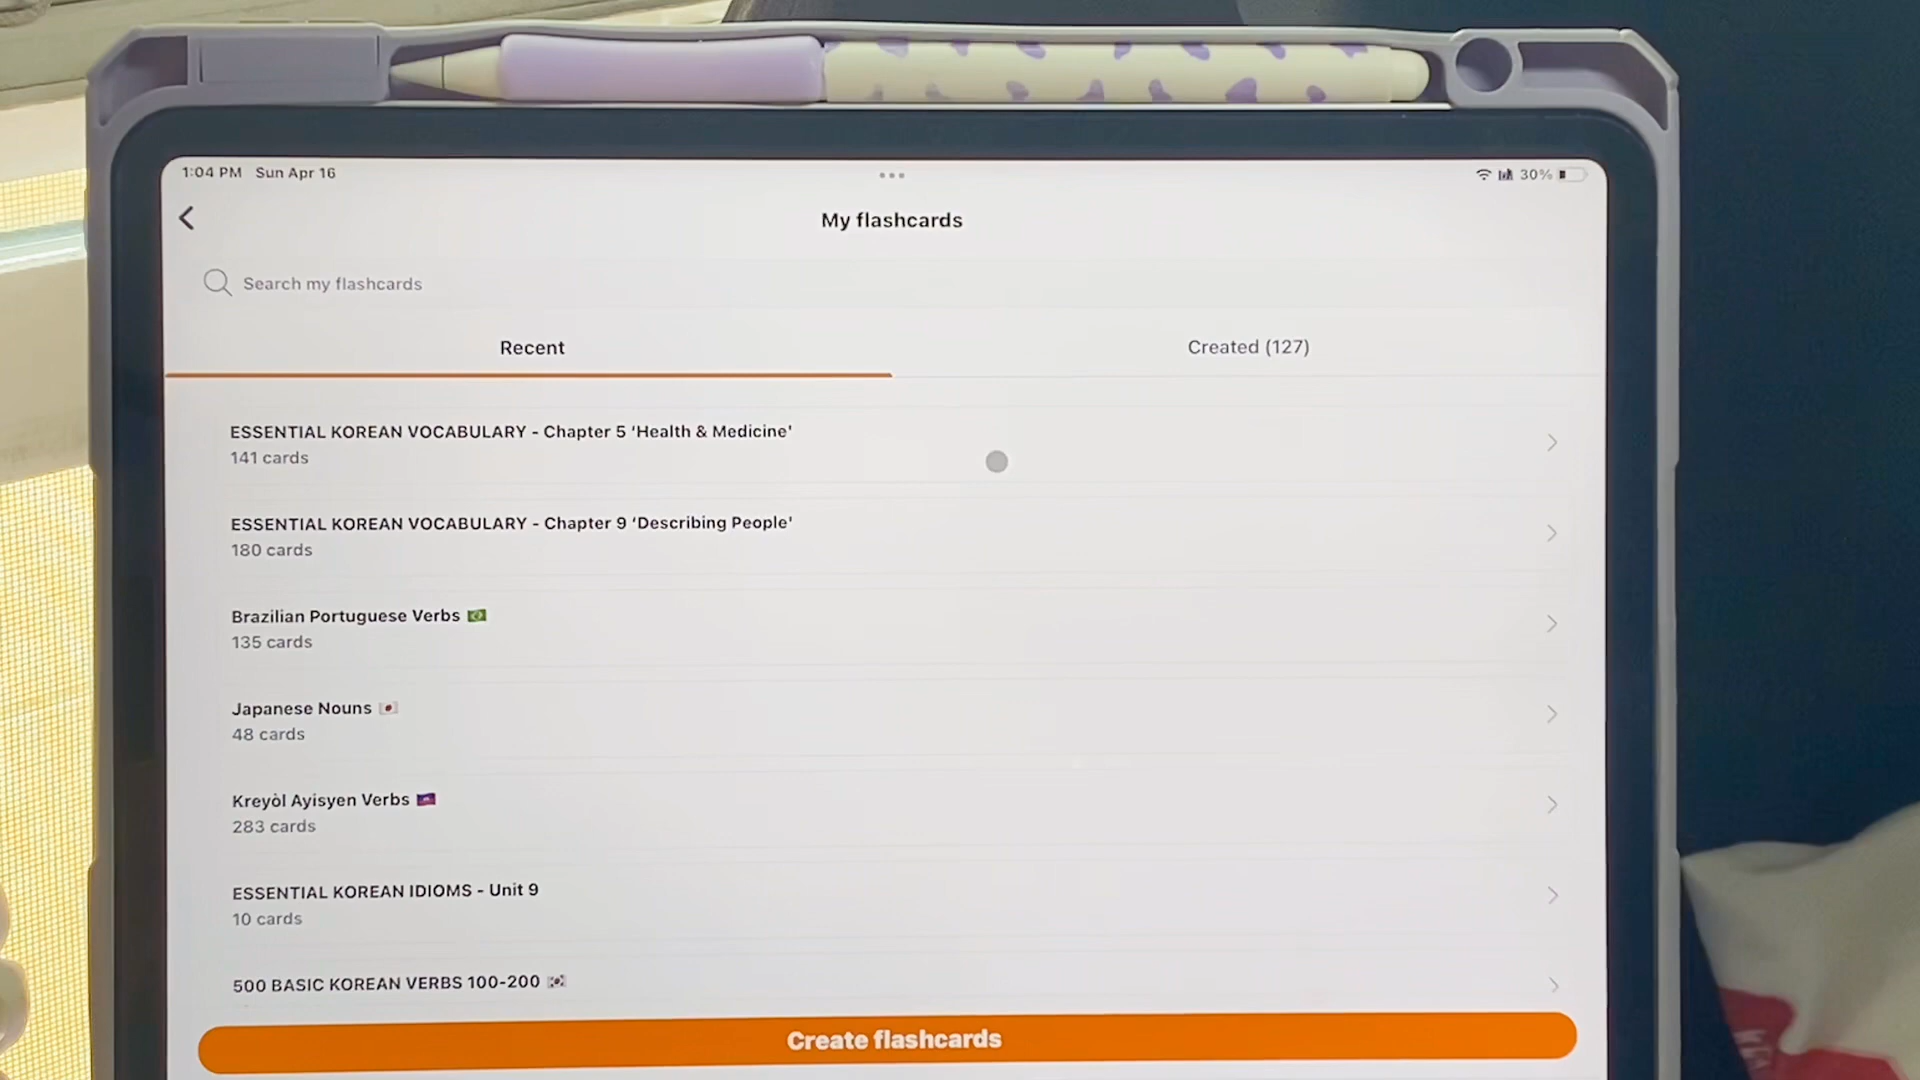 1:04 PM Sun Apr 16
30%
My flashcards
Search my flashcards
Recent
Created (127)
ESSENTIAL KOREAN VOCABULARY - Chapter 5 ‘Health & Medicine'
141 cards
ESSENTIAL KOREAN VOCABULARY - Chapter 9 ‘Describing People'
180 cards
Brazilian Portuguese Verbs 🇧🇷
135 cards
Japanese Nouns 🇯🇵
48 cards
Kreyòl Ayisyen Verbs 🇭🇹
283 cards
ESSENTIAL KOREAN IDIOMS - Unit 9
10 cards
500 BASIC KOREAN VERBS 100-200 🇰🇷
Create flashcards